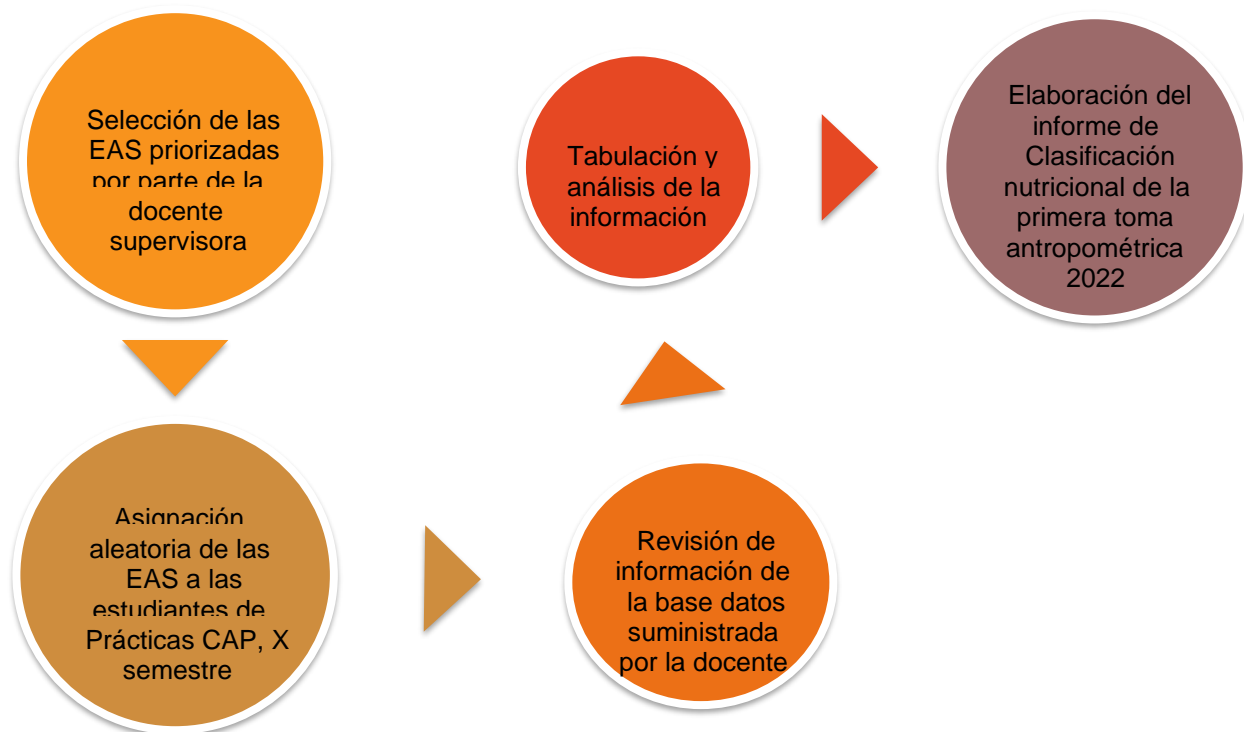 Selección de las
EAS priorizadas
por parte de la
docente
supervisora
Asignación
aleatoria de las
EAS a las
estudiantes de
Prácticas CAP, X
semestre
Revisión de
información de
la base datos
suministrada
por la docente
Tabulación y
análisis de la
información
Elaboración del
informe de
Clasificación
nutricional de la
primera toma
antropométrica
2022